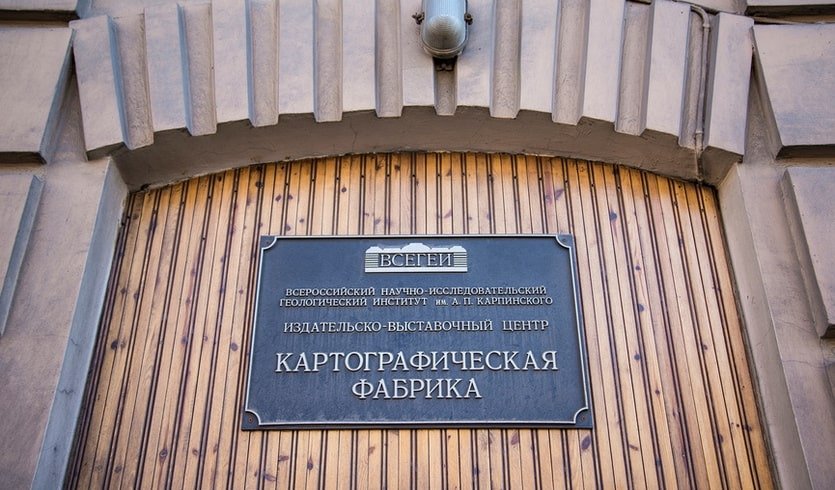 ВСЕГЕИ
ВСЕРОССИЙСКИЙ НАУЧНО-ИССЛЕДОВАТЕЛЬСКИЙ
ГЕОЛОГИЧЕСКИЙ ИНСТИТУТ ИМ. А. П. КАРПИНСКОГО
ИЗДАТЕЛЬСКО-ВЫСТАВОЧНЫЙ ЦЕНТР
КАРТОГРАФИЧЕСКАЯ
ФАБРИКА